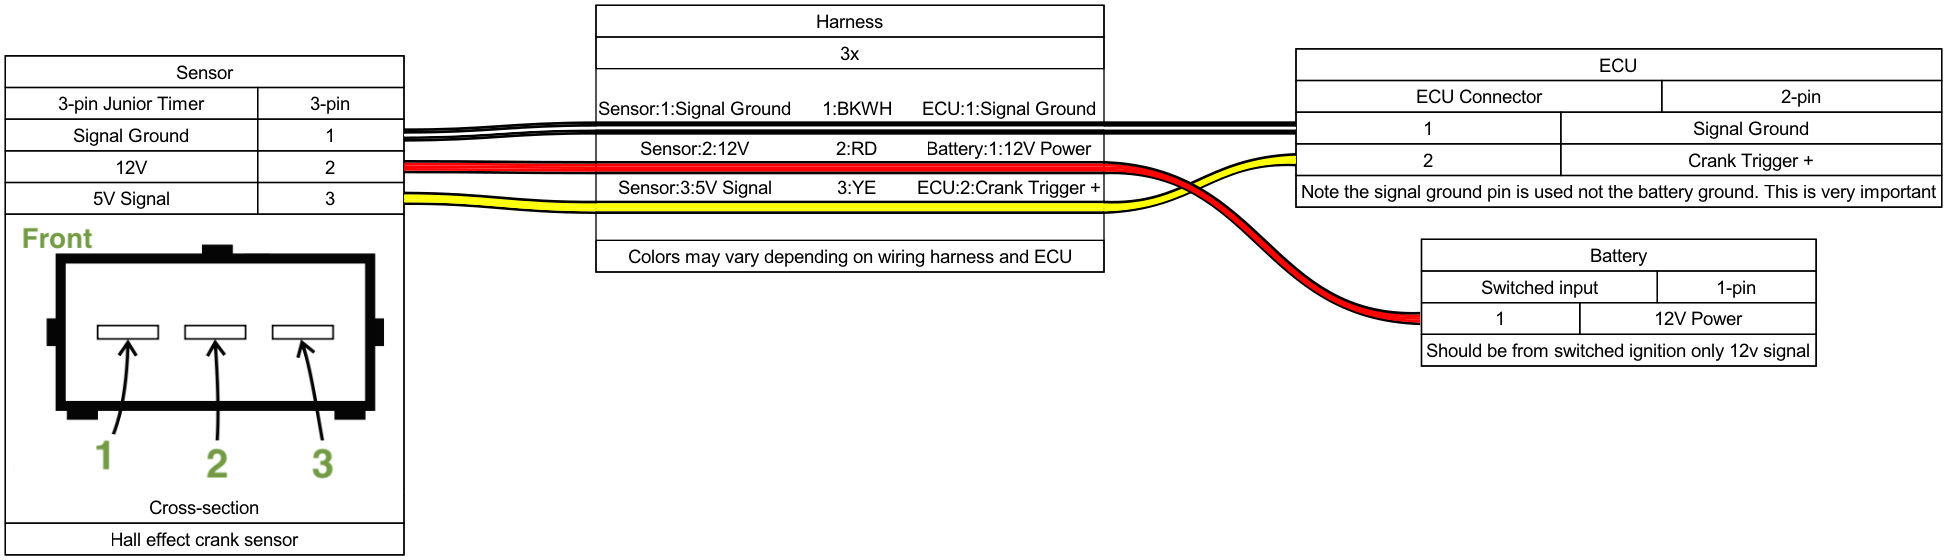 Sensor
3-pin Junior Timer 3-pin
Signal Ground 1
12V 2
5V Signal 3
Front
1 2 3
Cross-section
Hall effect crank sensor
Harness
3x
Sensor:1:Signal Ground 1:BKWH ECU:1:Signal Ground
Sensor:2:12V 2:RD Battery:1:12V Power
Sensor:3:5V Signal 3:YE ECU:2:Crank Trigger +
Colors may vary depending on wiring harness and ECU
ECU
ECU Connector 2-pin
1 Signal Ground
2 Crank Trigger +
Note the signal ground pin is used not the battery ground. This is very important
Battery
Switched input 1-pin
1 12V Power
Should be from switched ignition only 12v signal